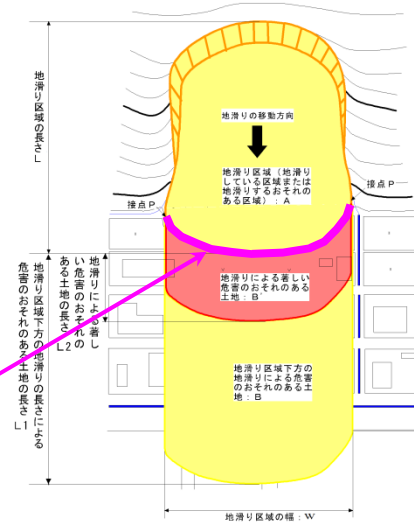 地滑り区域の長さL
地滑りの移動方向
地滑り区域(地滑り
している区域または
地滑りするおそれの
ある区域):A
接点P
接点P
地滑りによる著し
い危害のおそれの
ある土地の長さ
L2
地滑りによる著しい
危害のおそれのある
土地:B'
地滑り区域下方の地滑りの長さによる
危害のおそれのある土地の長さ
L1
地滑り区域下方の
地滑りによる危害
のおそれのある土
地:B
地滑り区域の幅:W